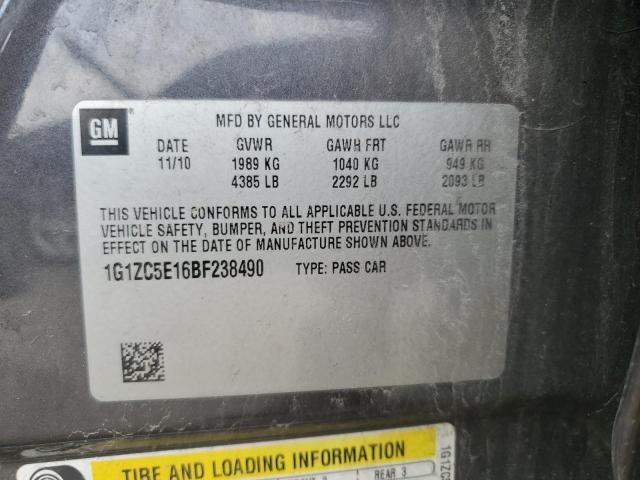 GM
MFD BY GENERAL MOTORS LLC
DATE GVWR GAWR FRT GAWR RR
11/10 1989 KG 1040 KG 949 KG
4385 LB 2292 LB 2093 LB
THIS VEHICLE CONFORMS TO ALL APPLICABLE U.S. FEDERAL MOTOR
VEHICLE SAFETY, BUMPER, AND THEFT PREVENTION STANDARDS IN
EFFECT ON THE DATE OF MANUFACTURE SHOWN ABOVE.
1G1ZC5E16BF238490 TYPE: PASS CAR
TIRE AND LOADING INFORMATION
REAR 3